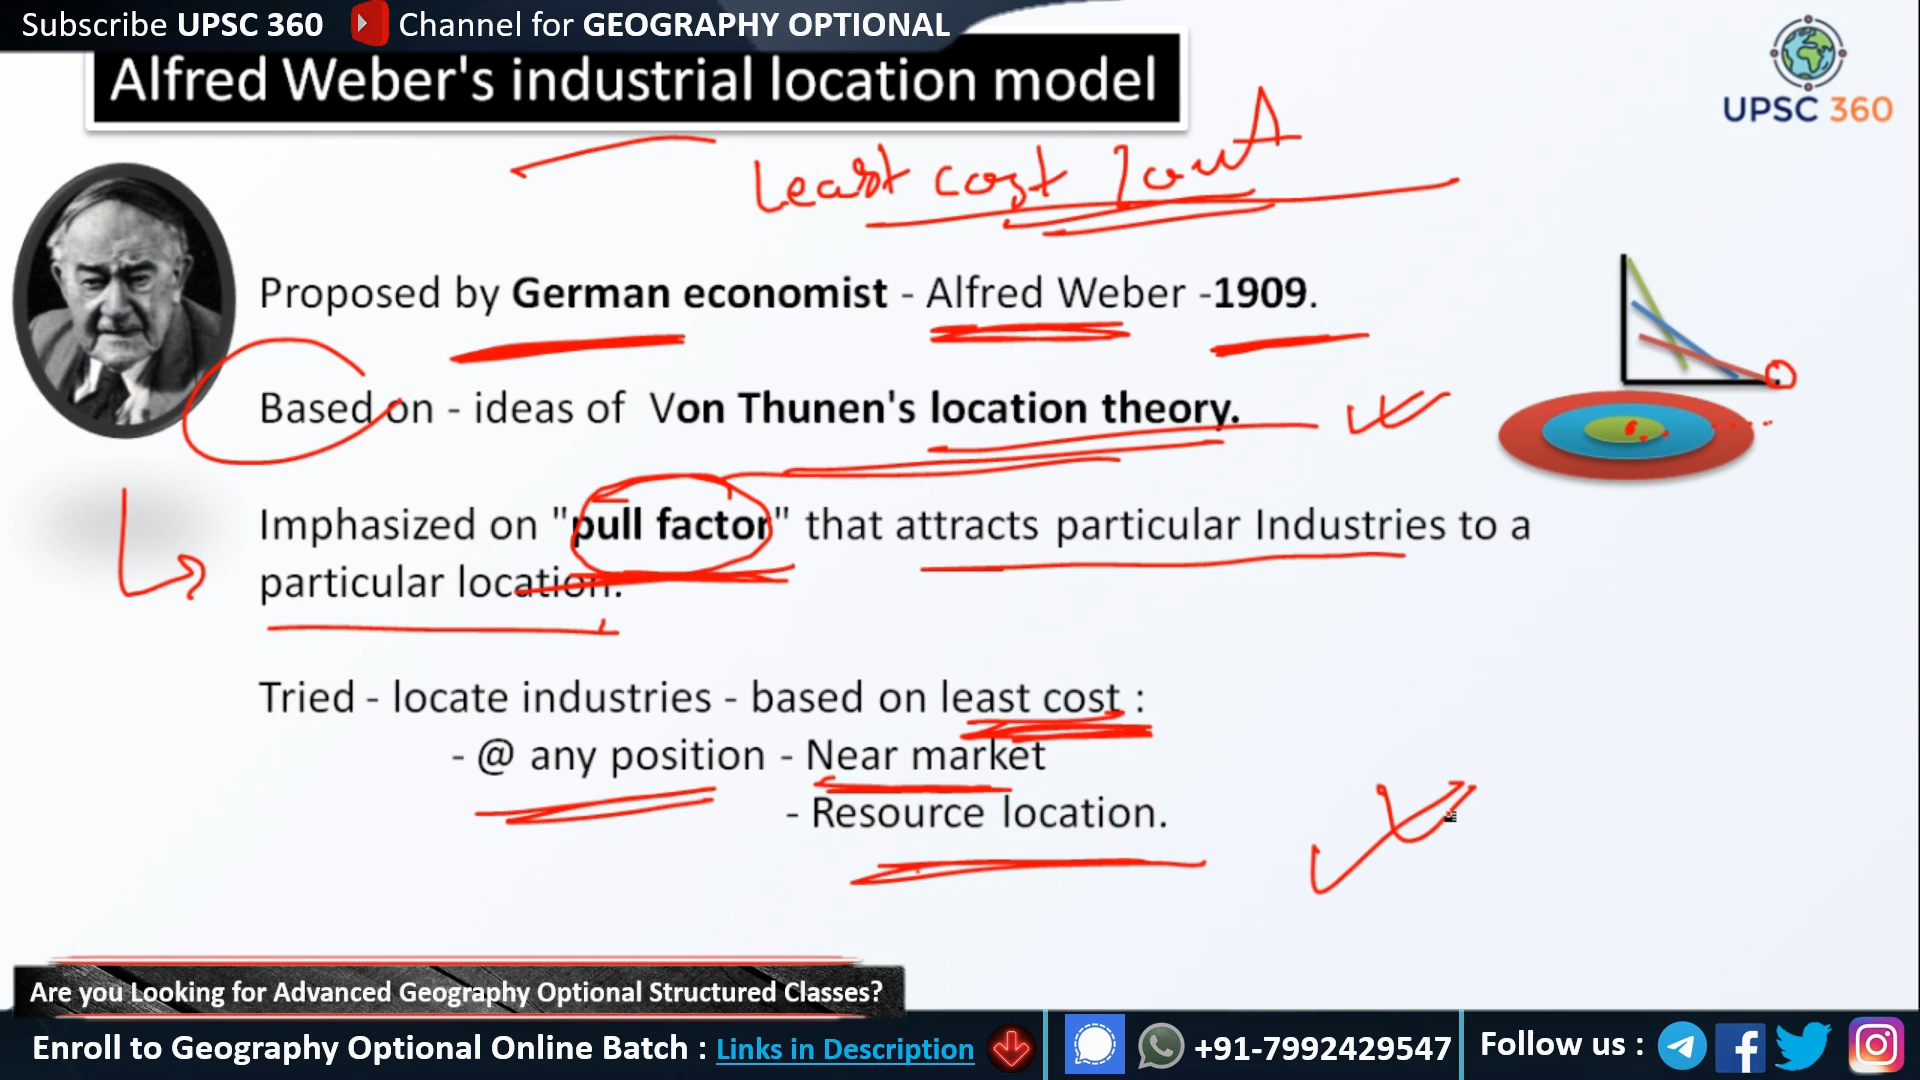 Subscribe UPSC 360 Channel for GEOGRAPHY OPTIONAL
Alfred Weber's industrial location model
UPSC 360
Least cost
Proposed by German economist - Alfred Weber -1909.
Based on - ideas of Von Thunen's location theory.
Imphasized on "pull factor" that attracts particular Industries to a
particular location.
Tried - locate industries - based on least cost :
- @ any position - Near market
- Resource location.
Are you Looking for Advanced Geography Optional Structured Classes?
Enroll to Geography Optional Online Batch : Links in Description
+91-7992429547
Follow us :